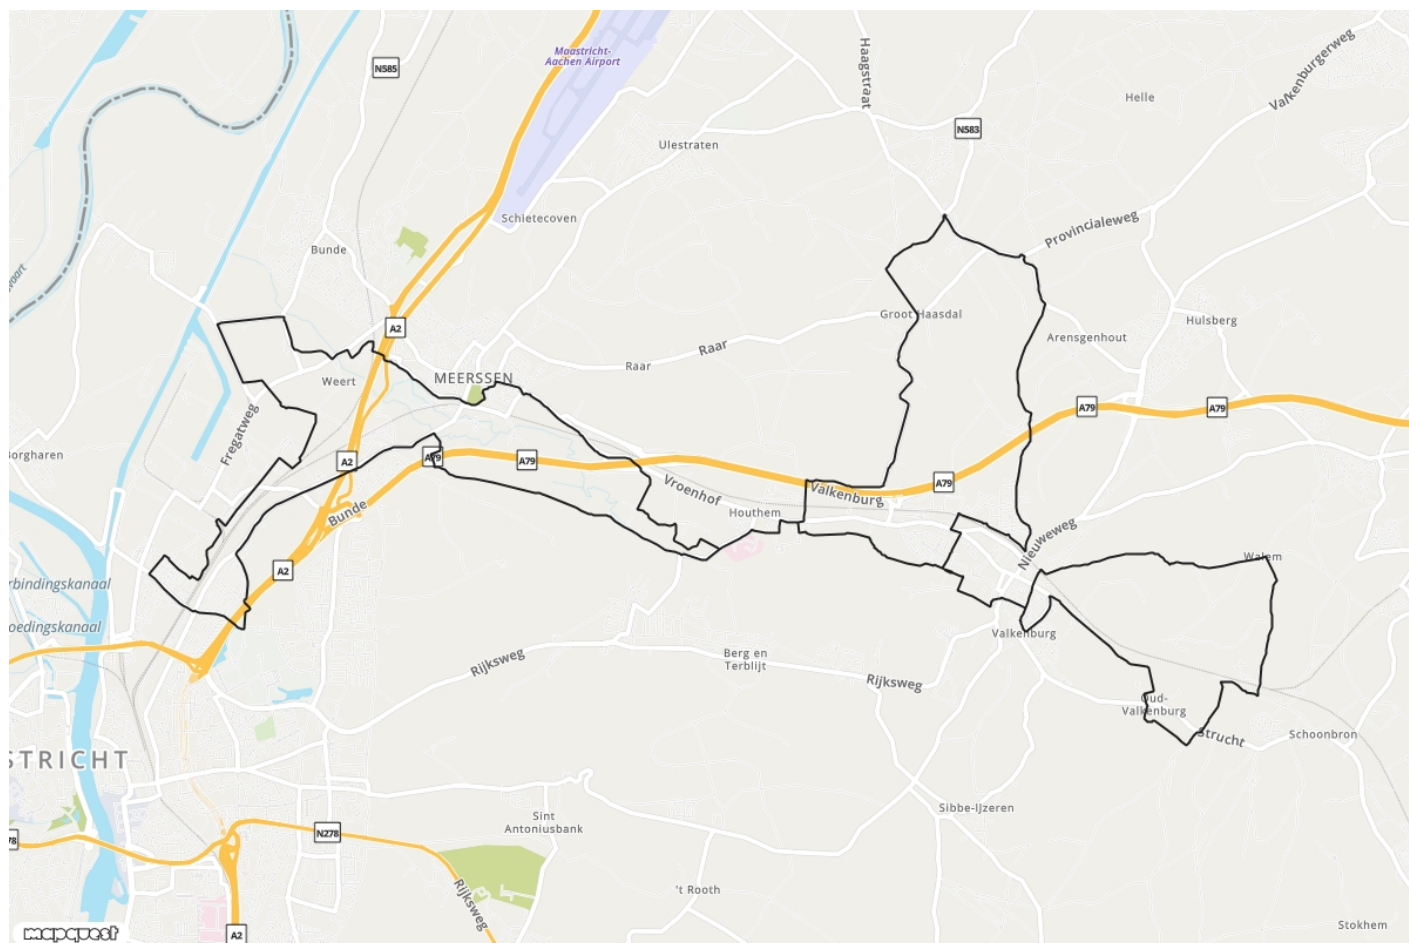 Maastricht-
Aachen Airport
N585
Haagstraat
Valkenburgerweg
Helle
N583
Ulestraten
Schietecoven
Provincialeweg
Bunde
A2
Groot Haasdal
Hulsberg
Arensgenhout
Raar
Raar
Weert
MEERSSEN
A79
A79
Fregatweg
Borgharen
A2
A79
A79
A79
Vroenhof
Valkenburg
Bunde
Houthem
Nieuweweg
Walem
A2
rbindingskanaal
oedingskanaal
Valkenburg
Berg en
Terblijt
Rijksweg
Rijksweg
Oud-
Valkenburg
Strucht
Schoonbron
STRICHT
Sibbe-IJzeren
Sint
Antoniusbank
N278
78
't Rooth
Rijksweg
Stokhem
A2
mapquest